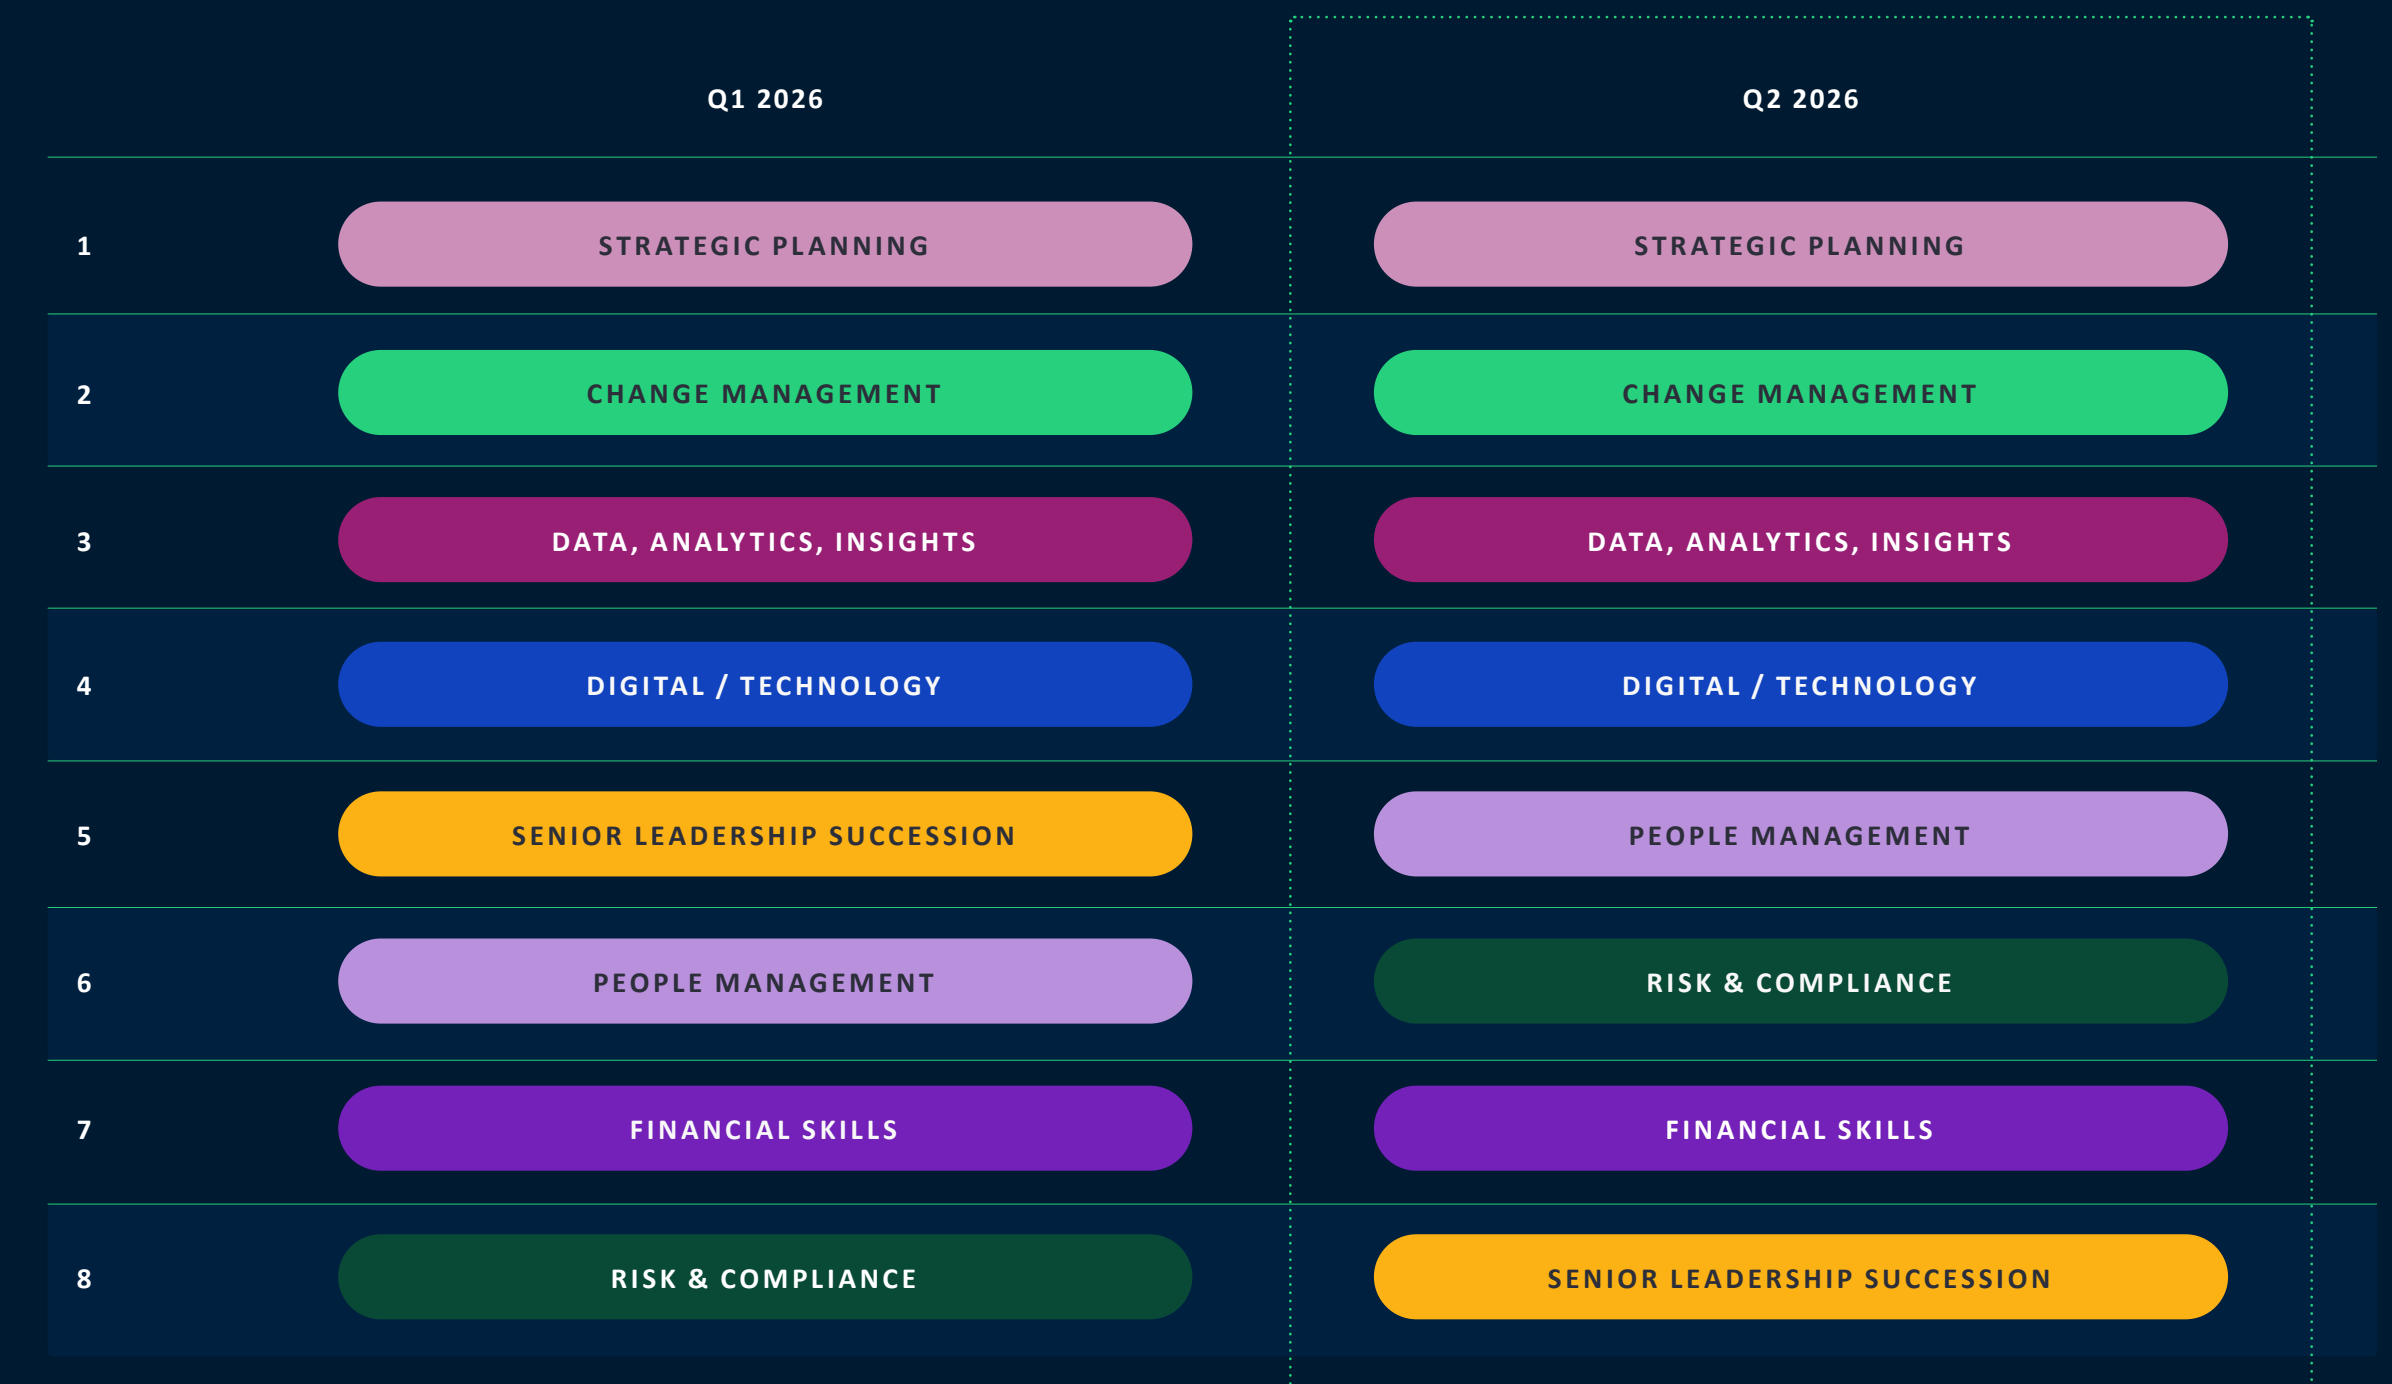 Q1 2026 Q2 2026
1 STRATEGIC PLANNING STRATEGIC PLANNING
2 CHANGE MANAGEMENT CHANGE MANAGEMENT
3 DATA, ANALYTICS, INSIGHTS DATA, ANALYTICS, INSIGHTS
4 DIGITAL / TECHNOLOGY DIGITAL / TECHNOLOGY
5 SENIOR LEADERSHIP SUCCESSION PEOPLE MANAGEMENT
6 PEOPLE MANAGEMENT RISK & COMPLIANCE
7 FINANCIAL SKILLS FINANCIAL SKILLS
8 RISK & COMPLIANCE SENIOR LEADERSHIP SUCCESSION